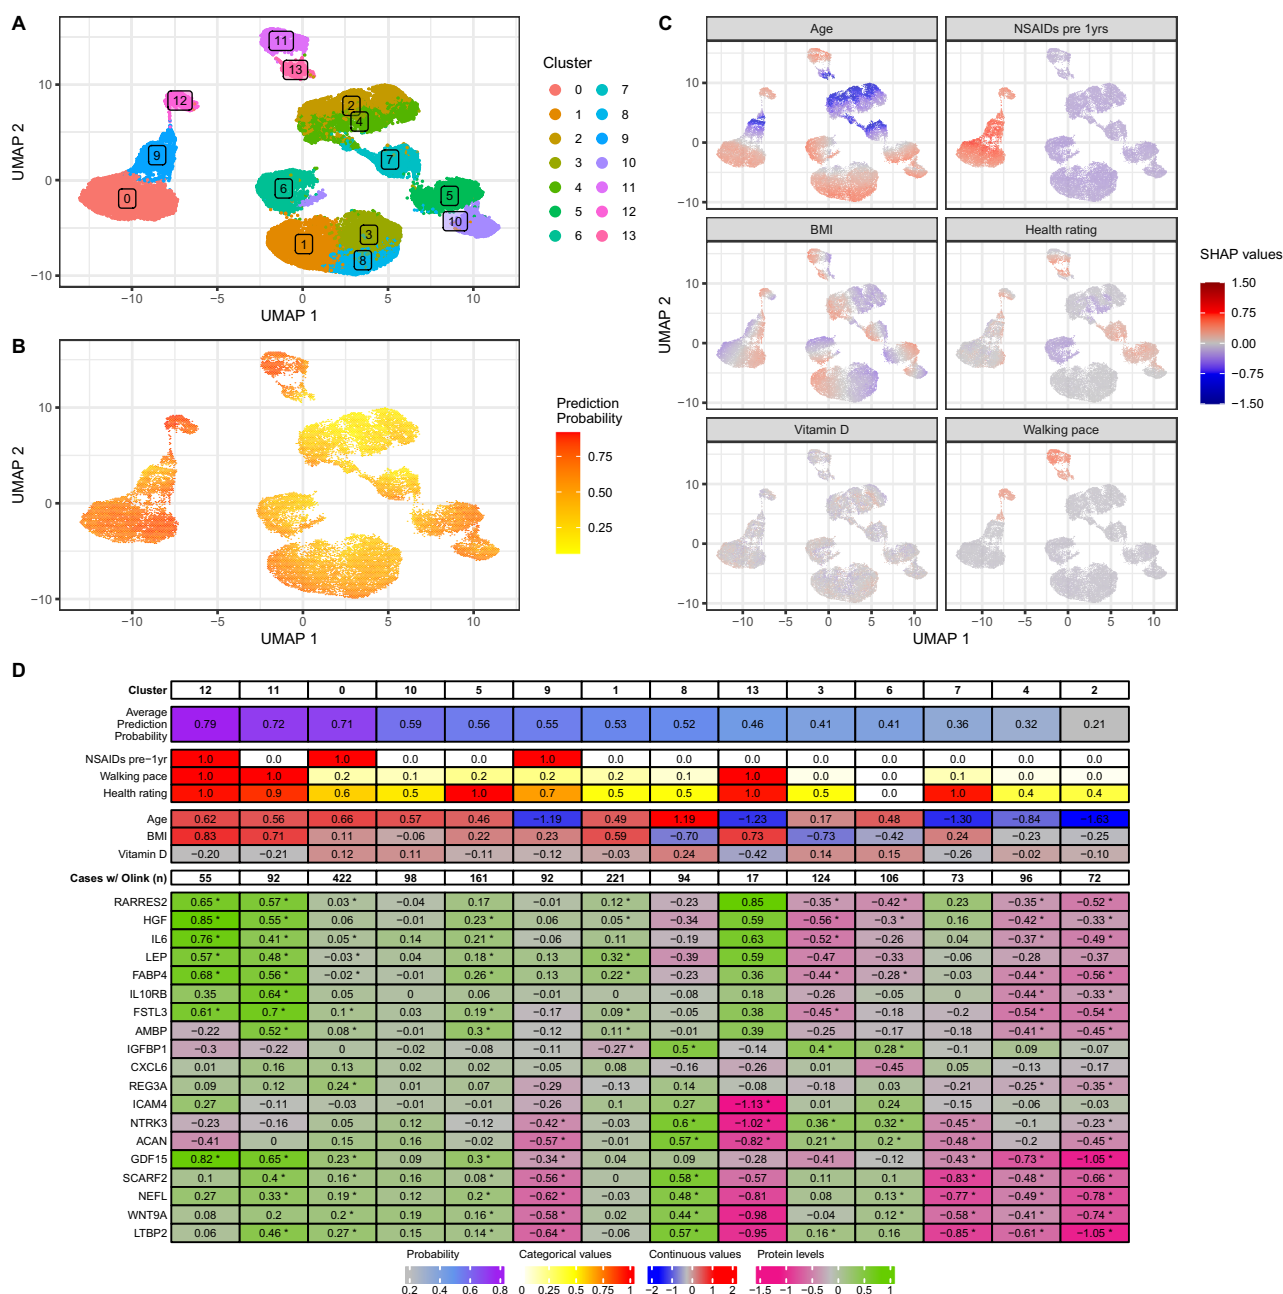 A
10
0
−10
−10
−5
0
5
10
UMAP 1
UMAP 2
11
13
12
2
4
9
7
6
0
5
10
3
1
8
Cluster
0 7
1 8
2 9
3 10
4 11
5 12
6 13
B
10
0
−10
−10
−5
0
5
10
UMAP 1
UMAP 2
Prediction
Probability
0.75
0.50
0.25
C
Age NSAIDs pre 1yrs
10
0
−10
BMI Health rating
10
0
−10
Vitamin D Walking pace
10
0
−10
−10 −5 0 5 10 −10 −5 0 5 10
UMAP 1
UMAP 2
SHAP values
1.50
0.75
0.00
−0.75
−1.50
D
Cluster 12 11 0 10 5 9 1 8 13 3 6 7 4 2
Average
Prediction
Probability
0.79 0.72 0.71 0.59 0.56 0.55 0.53 0.52 0.46 0.41 0.41 0.36 0.32 0.21
NSAIDs pre−1yr 1.0 0.0 1.0 0.0 0.0 1.0 0.0 0.0 0.0 0.0 0.0 0.0 0.0 0.0
Walking pace 1.0 1.0 0.2 0.1 0.2 0.2 0.2 0.1 1.0 0.0 0.0 0.1 0.0 0.0
Health rating 1.0 0.9 0.6 0.5 1.0 0.7 0.5 0.5 1.0 0.5 0.0 1.0 0.4 0.4
Age 0.62 0.56 0.66 0.57 0.46 −1.19 0.49 1.19 −1.23 0.17 0.48 −1.30 −0.84 −1.63
BMI 0.83 0.71 0.11 −0.06 0.22 0.23 0.59 −0.70 0.73 −0.73 −0.42 0.24 −0.23 −0.25
Vitamin D −0.20 −0.21 0.12 0.11 −0.11 −0.12 −0.03 0.24 −0.42 0.14 0.15 −0.26 −0.02 −0.10
Cases w/ Olink (n) 55 92 422 98 161 92 221 94 17 124 106 73 96 72
RARRES2 0.65 * 0.57 * 0.03 * −0.04 0.17 −0.01 0.12 * −0.23 0.85 −0.35 * −0.42 * 0.23 −0.35 * −0.52 *
HGF 0.85 * 0.55 * 0.06 −0.01 0.23 * 0.06 0.05 * −0.34 0.59 −0.56 * −0.3 * 0.16 −0.42 * −0.33 *
IL6 0.76 * 0.41 * 0.05 * 0.14 0.21 * −0.06 0.11 −0.19 0.63 −0.52 * −0.26 0.04 −0.37 * −0.49 *
LEP 0.57 * 0.48 * −0.03 * 0.04 0.18 * 0.13 0.32 * −0.39 0.59 −0.47 −0.33 −0.06 −0.28 −0.37
FABP4 0.68 * 0.56 * −0.02 * −0.01 0.26 * 0.13 0.22 * −0.23 0.36 −0.44 * −0.28 * −0.03 −0.44 * −0.56 *
IL10RB 0.35 0.64 * 0.05 0 0.06 −0.01 0 −0.08 0.18 −0.26 −0.05 0 −0.44 * −0.33 *
FSTL3 0.61 * 0.7 * 0.1 * 0.03 0.19 * −0.17 0.09 * −0.05 0.38 −0.45 * −0.18 −0.2 −0.54 * −0.54 *
AMBP −0.22 0.52 * 0.08 * −0.01 0.3 * −0.12 0.11 * −0.01 0.39 −0.25 −0.17 −0.18 −0.41 * −0.45 *
IGFBP1 −0.3 −0.22 0 −0.02 −0.08 −0.11 −0.27 * 0.5 * −0.14 0.4 * 0.28 * −0.1 0.09 −0.07
CXCL6 0.01 0.16 0.13 0.02 0.02 −0.05 0.08 −0.16 −0.26 0.01 −0.45 0.05 −0.13 −0.17
REG3A 0.09 0.12 0.24 * 0.01 0.07 −0.29 −0.13 0.14 −0.08 −0.18 0.03 −0.21 −0.25 * −0.35 *
ICAM4 0.27 −0.11 −0.03 −0.01 −0.01 −0.26 0.1 0.27 −1.13 * 0.01 0.24 −0.15 −0.06 −0.03
NTRK3 −0.23 −0.16 0.05 0.12 −0.12 −0.42 * −0.03 0.6 * −1.02 * 0.36 * 0.32 * −0.45 * −0.1 −0.23 *
ACAN −0.41 0 0.15 0.16 −0.02 −0.57 * −0.01 0.57 * −0.82 * 0.21 * 0.2 * −0.48 * −0.2 −0.45 *
GDF15 0.82 * 0.65 * 0.23 * 0.09 0.3 * −0.34 * 0.04 0.09 −0.28 −0.41 −0.12 −0.43 * −0.73 * −1.05 *
SCARF2 0.1 0.4 * 0.16 * 0.16 0.08 * −0.56 * 0 0.58 * −0.57 0.11 0.1 −0.83 * −0.48 * −0.66 *
NEFL 0.27 0.33 * 0.19 * 0.12 0.2 * −0.62 * −0.03 0.48 * −0.81 0.08 0.13 * −0.77 * −0.49 * −0.78 *
WNT9A 0.08 0.2 0.2 * 0.19 0.16 * −0.58 * 0.02 0.44 * −0.98 −0.04 0.12 * −0.58 * −0.41 * −0.74 *
LTBP2 0.06 0.46 * 0.27 * 0.15 0.14 * −0.64 * −0.06 0.57 * −0.95 0.16 * 0.16 −0.85 * −0.61 * −1.05 *
Probability Categorical values Continuous values Protein levels
0.2 0.4 0.6 0.8 0 0.25 0.5 0.75 1 −2 −1 0 1 2 −1.5 −1 −0.5 0 0.5 1